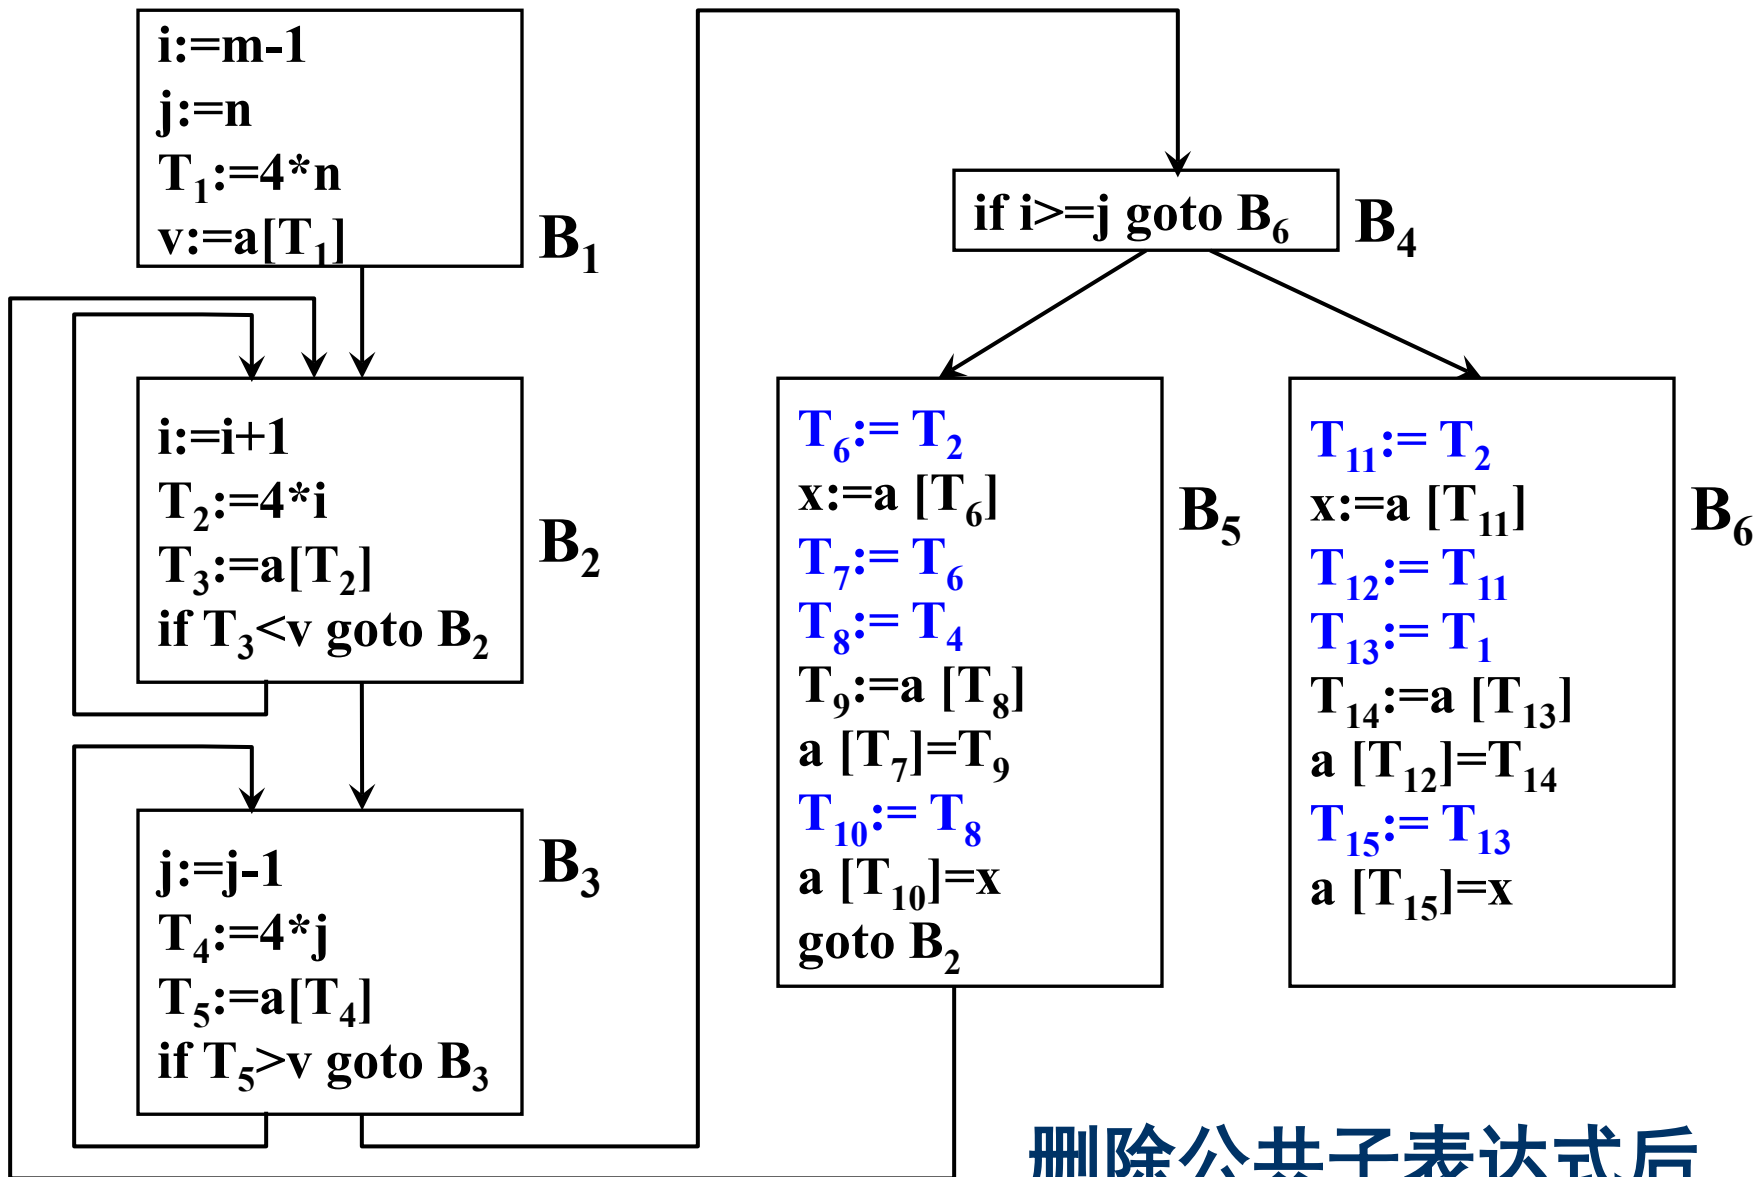 i:=m-1
j:=n
T₁:=4*n
v:=a[T₁]
B₁
i:=i+1
T₂:=4*i
T₃:=a[T₂]
if T₃<v goto B₂
B₂
j:=j-1
T₄:=4*j
T₅:=a[T₄]
if T₅>v goto B₃
B₃
if i>=j goto B₆
B₄
T₆:= T₂
x:=a [T₆]
T₇:= T₆
T₈:= T₄
T₉:=a [T₈]
a [T₇]=T₉
T₁₀:= T₈
a [T₁₀]=x
goto B₂
B₅
T₁₁:= T₂
x:=a [T₁₁]
T₁₂:= T₁₁
T₁₃:= T₁
T₁₄:=a [T₁₃]
a [T₁₂]=T₁₄
T₁₅:= T₁₃
a [T₁₅]=x
B₆
删除公共子表达式后